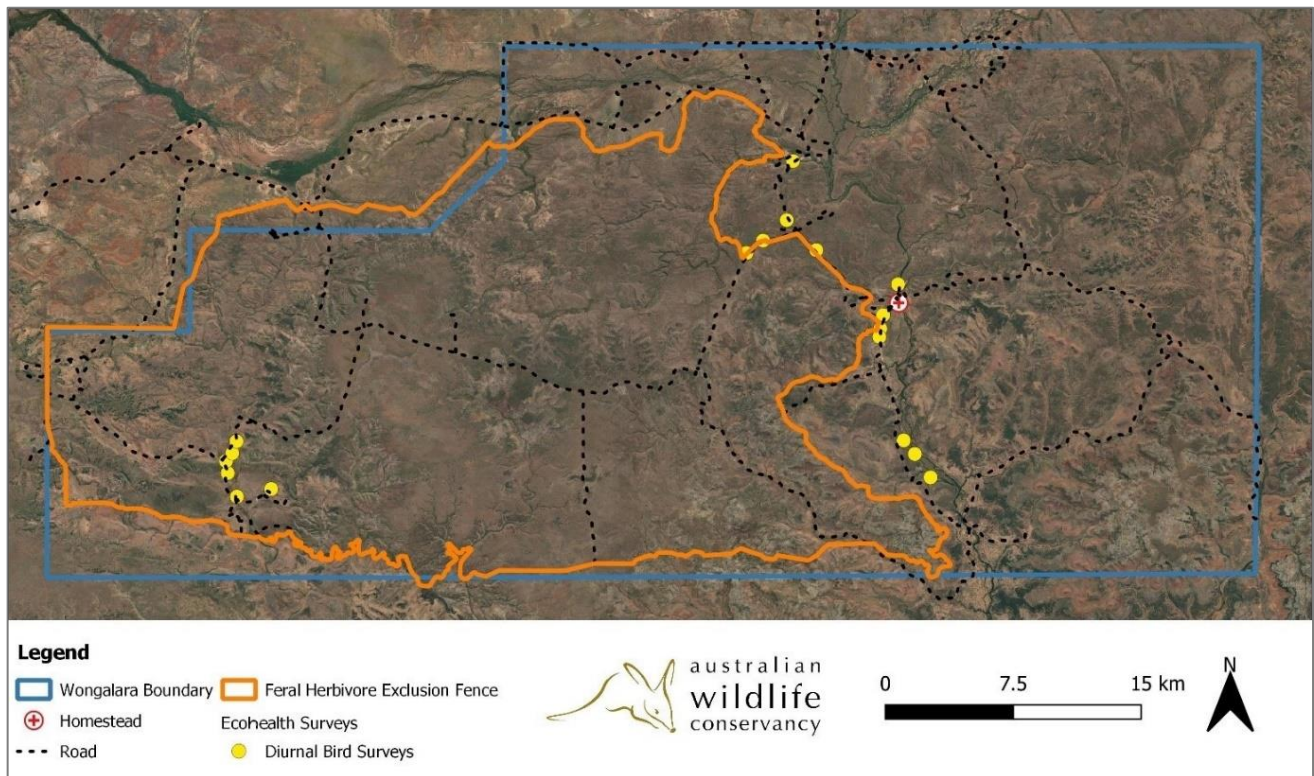 Legend
Wongalara Boundary
Feral Herbivore Exclusion Fence
Homestead
EcoHealth Surveys
Road
Diurnal Bird Surveys
australian
wildlife
conservancy
0 7.5 15 km
N